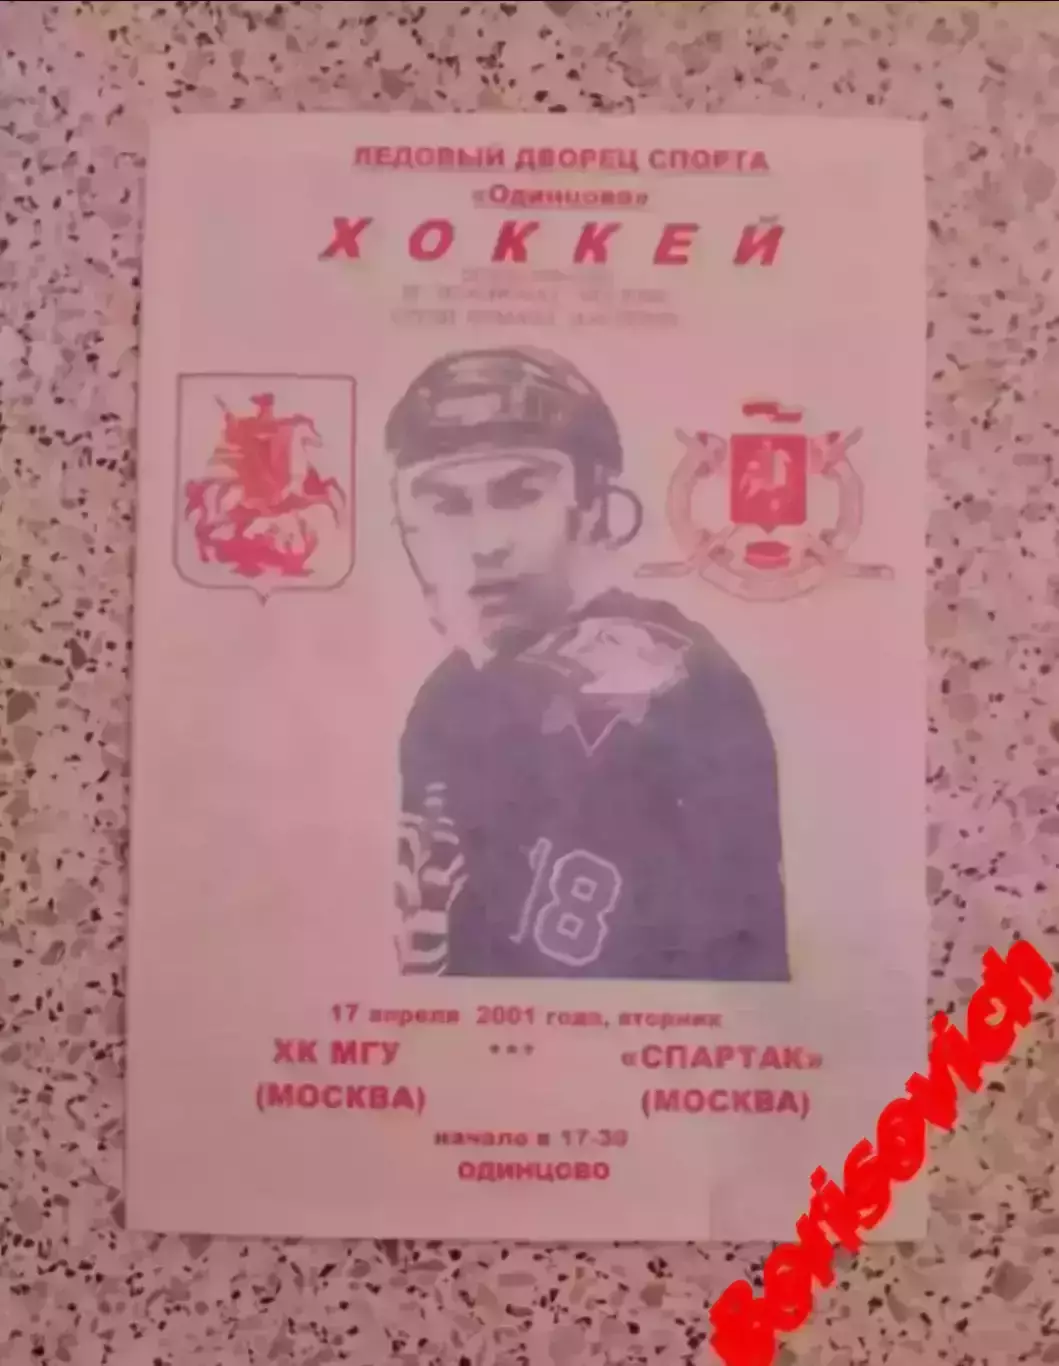 ЛЕДОВЫЙ ДВОРЕЦ СПОРТА
«Одинцово»
ХОККЕЙ
18
17 апреля 2001 года, вторник
ХК МГУ *** «СПАРТАК»
(МОСКВА) (МОСКВА)
начало в 17-30
ОДИНЦОВО
Borisovich